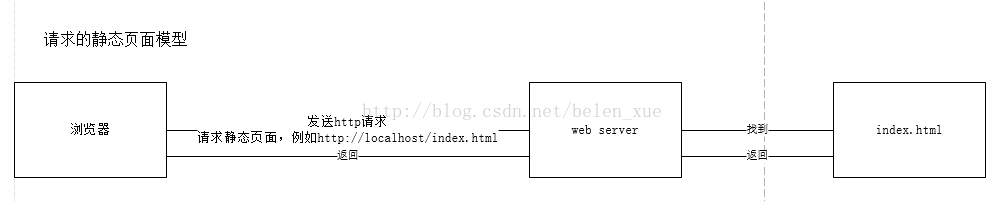 请求的静态页面模型
http://blog.csdn.net/belen_xue
浏览器
发送http请求
请求静态页面，例如http://localhost/index.html
返回
web server
找到
返回
index.html